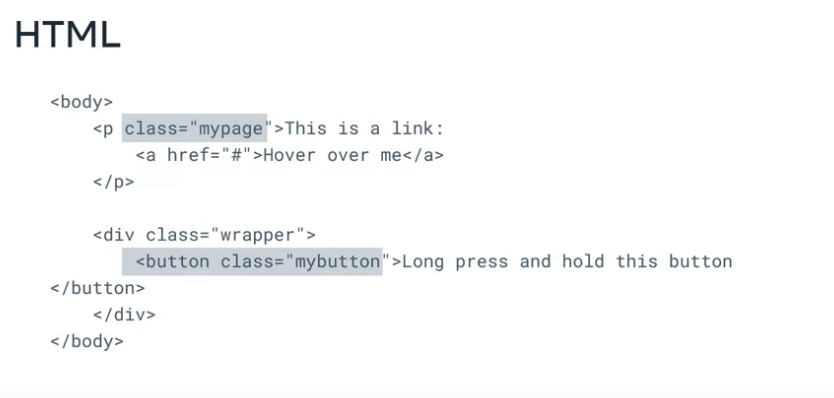 HTML
<body>
<p class="mypage">This is a link:
<a href="#">Hover over me</a>
</p>
<div class="wrapper">
<button class="mybutton">Long press and hold this button
</button>
</div>
</body>